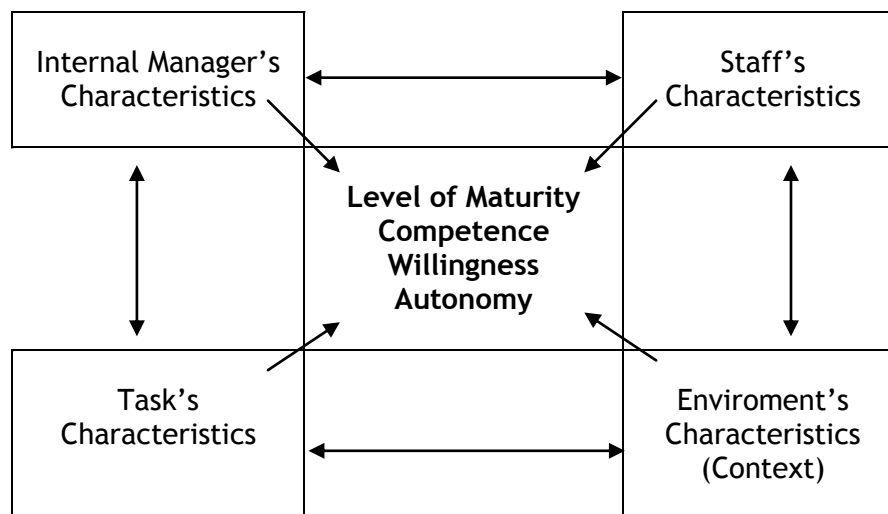 Internal Manager’s
Characteristics
Staff’s
Characteristics
Level of Maturity
Competence
Willingness
Autonomy
Task’s
Characteristics
Enviroment’s
Characteristics
(Context)